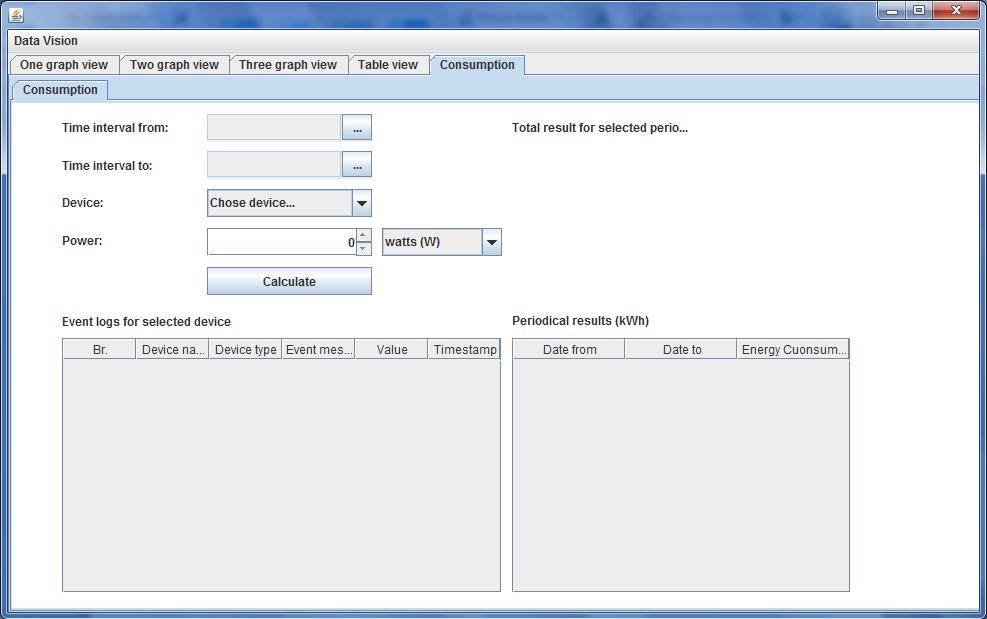 Data Vision
One graph view Two graph view Three graph view Table view Consumption
Consumption
Time interval from: ... Total result for selected perio...
Time interval to: ...
Device: Chose device...
Power: 0 watts (W)
Calculate
Event logs for selected device Periodical results (kWh)
Br. Device na... Device type Event mes... Value Timestamp Date from Date to Energy Cuonsum...